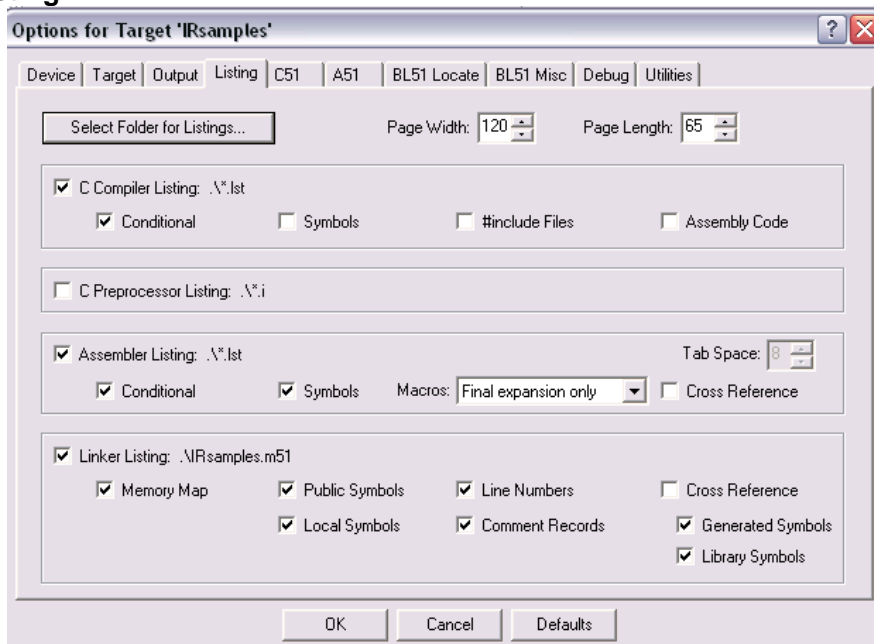 Options for Target 'IRsamples'
Device Target Output Listing C51 A51 BL51 Locate BL51 Misc Debug Utilities
Select Folder for Listings... Page Width: 120 Page Length: 65
C Compiler Listing: .\*.lst
Conditional Symbols #include Files Assembly Code
C Preprocessor Listing: .\*.i
Assembler Listing: .\*.lst Tab Space: 8
Conditional Symbols Macros: Final expansion only Cross Reference
Linker Listing: .\IRsamples.m51
Memory Map Public Symbols Line Numbers Cross Reference
Local Symbols Comment Records Generated Symbols
Library Symbols
OK Cancel Defaults